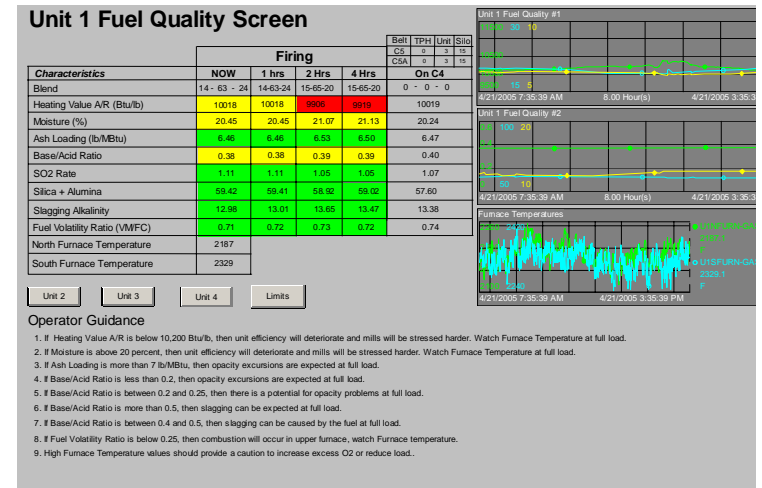 Unit 1 Fuel Quality Screen
Belt TPH Unit Silo
C5 0 3 15
C5A 0 3 15
Firing
Characteristics NOW 1 hrs 2 Hrs 4 Hrs On C4
Blend 14 - 63 - 24 14-63-24 15-65-20 15-65-20 0 - 0 - 0
Heating Value A/R (Btu/lb) 10018 10018 9906 9919 10019
Moisture (%) 20.45 20.45 21.07 21.13 20.24
Ash Loading (lb/MBtu) 6.46 6.46 6.53 6.50 6.47
Base/Acid Ratio 0.38 0.38 0.39 0.39 0.40
SO2 Rate 1.11 1.11 1.05 1.05 1.07
Silica + Alumina 59.42 59.41 58.92 59.02 57.60
Slagging Alkalinity 12.98 13.01 13.65 13.47 13.38
Fuel Volatility Ratio (VM/FC) 0.71 0.72 0.73 0.72 0.74
North Furnace Temperature 2187
South Furnace Temperature 2329
Unit 1 Fuel Quality #1
30 10
15 5
4/21/2005 7:35:39 AM 8.00 Hour(s) 4/21/2005 3:35:3
Unit 1 Fuel Quality #2
100 20
50 10
4/21/2005 7:35:39 AM 8.00 Hour(s) 4/21/2005 3:35:3
Furnace Temperatures
2420
2240
U1SFURN-GA
2329.1
F
4/21/2005 7:35:39 AM 4/21/2005 3:35:39 PM
Unit 2 Unit 3 Unit 4 Limits
Operator Guidance
1. If Heating Value A/R is below 10,200 Btu/lb, then unit efficiency will deteriorate and mills will be stressed harder. Watch Furnace Temperature at full load.
2. If Moisture is above 20 percent, then unit efficiency will deteriorate and mills will be stressed harder. Watch Furnace Temperature at full load.
3. If Ash Loading is more than 7 lb/MBtu, then opacity excursions are expected at full load.
4. If Base/Acid Ratio is less than 0.2, then opacity excursions are expected at full load.
5. If Base/Acid Ratio is between 0.2 and 0.25, then there is a potential for opacity problems at full load.
6. If Base/Acid Ratio is more than 0.5, then slagging can be expected at full load.
7. If Base/Acid Ratio is between 0.4 and 0.5, then slagging can be caused by the fuel at full load.
8. If Fuel Volatility Ratio is below 0.25, then combustion will occur in upper furnace, watch Furnace temperature.
9. High Furnace Temperature values should provide a caution to increase excess O2 or reduce load..